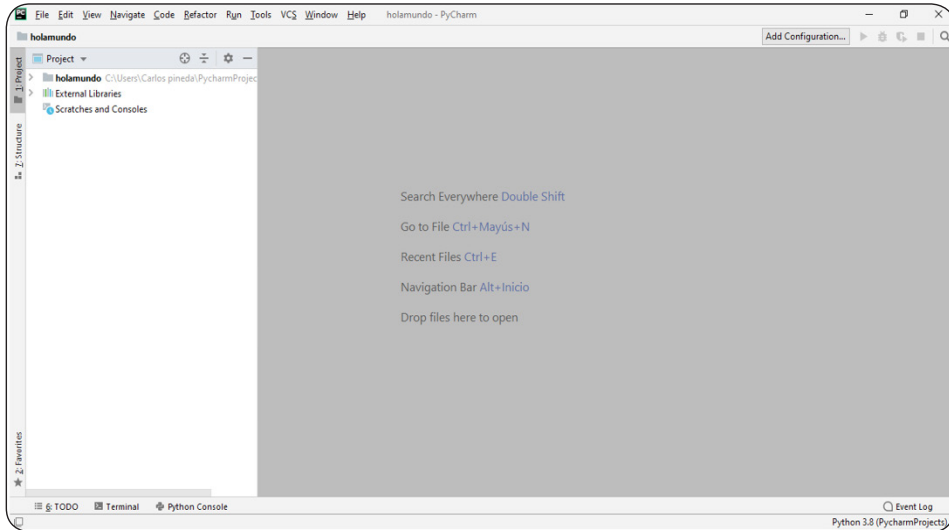 PC File Edit View Navigate Code Refactor Run Tools VCS Window Help holamundo - PyCharm
holamundo Add Configuration...
1: Project
Project
holamundo C:\Users\Carlos pineda\PycharmProjec
External Libraries
Scratches and Consoles
7: Structure
Search Everywhere Double Shift
Go to File Ctrl+Mayús+N
Recent Files Ctrl+E
Navigation Bar Alt+Inicio
Drop files here to open
2: Favorites
6: TODO Terminal Python Console Event Log
Python 3.8 (PycharmProjects)